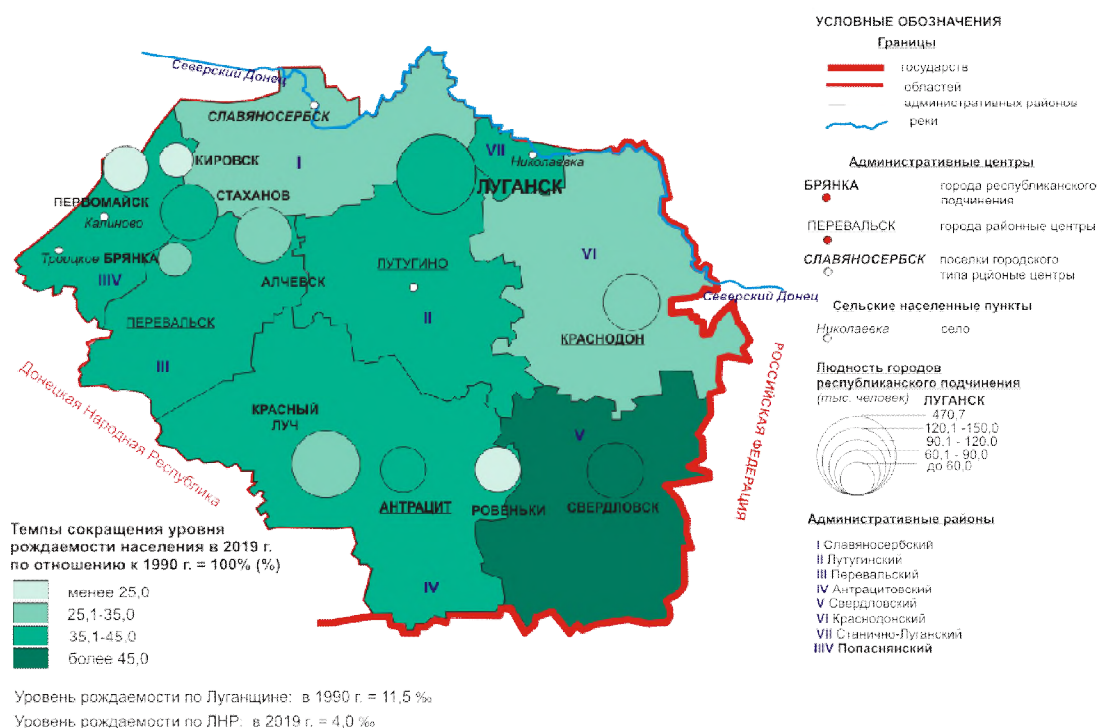 Северский Донец
СЛАВЯНОСЕРБСК
КИРОВСК
I
VII
Николаевка
ЛУГАНСК
ПЕРВОМАЙСК
СТАХАНОВ
Калиново
Троицкое
БРЯНКА
IIIV
АЛЧЕВСК
ЛУТУГИНО
VI
Северский Донец
ПЕРЕВАЛЬСК
II
КРАСНОДОН
III
Донецкая Народная Республика
РОССИЙСКАЯ ФЕДЕРАЦИЯ
КРАСНЫЙ
ЛУЧ
V
АНТРАЦИТ
РОВЕНЬКИ
СВЕРДЛОВСК
IV
Темпы сокращения уровня
рождаемости населения в 2019 г.
по отношению к 1990 г. = 100% (%)
менее 25,0
25,1-35,0
35,1-45,0
более 45,0
Уровень рождаемости по Луганщине: в 1990 г. = 11,5 ‰
Уровень рождаемости по ЛНР: в 2019 г. = 4,0 ‰
УСЛОВНЫЕ ОБОЗНАЧЕНИЯ
Границы
государств
областей
административных районов
реки
Административные центры
БРЯНКА
города республиканского
подчинения
ПЕРЕВАЛЬСК
города районные центры
СЛАВЯНОСЕРБСК
поселки городского
типа рцйоные центры
Сельские населенные пункты
Николаевка
село
Людность городов
республиканского подчинения
(тыс. человек)
ЛУГАНСК
470,7
120,1 -150,0
90,1 - 120,0
60,1 - 90,0
до 60,0
Административные районы
I Славяносербский
II Лутугинский
III Перевальский
IV Антрацитовский
V Свердловский
VI Краснодонский
VII Станично-Луганский
IIIV Попаснянский